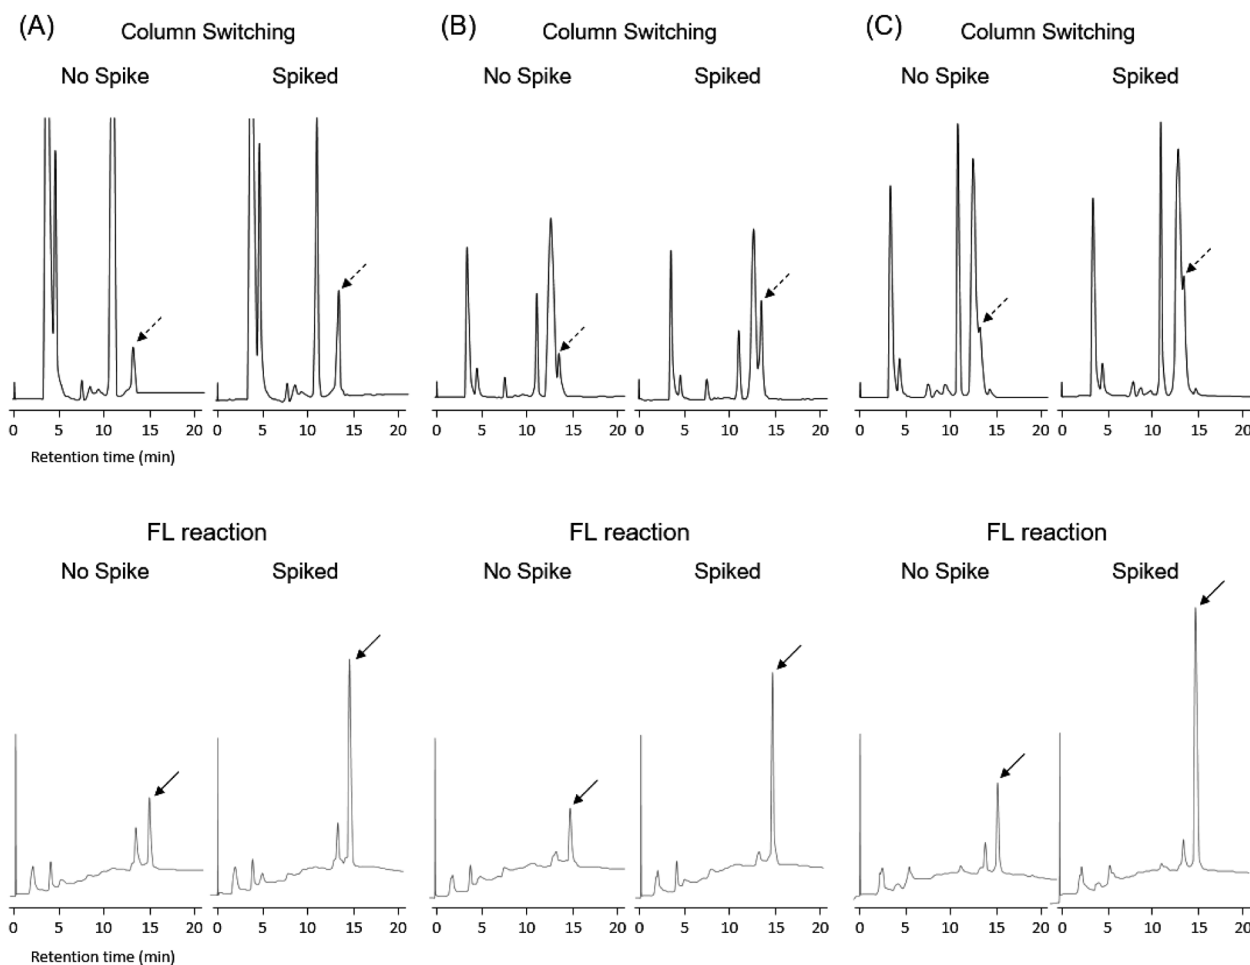 (A) Column Switching (B) Column Switching (C) Column Switching
No Spike Spiked No Spike Spiked No Spike Spiked
0 5 10 15 20 0 5 10 15 20 0 5 10 15 20 0 5 10 15 20 0 5 10 15 20 0 5 10 15 20
Retention time (min)
FL reaction FL reaction FL reaction
No Spike Spiked No Spike Spiked No Spike Spiked
0 5 10 15 20 0 5 10 15 20 0 5 10 15 20 0 5 10 15 20 0 5 10 15 20 0 5 10 15 20
Retention time (min)